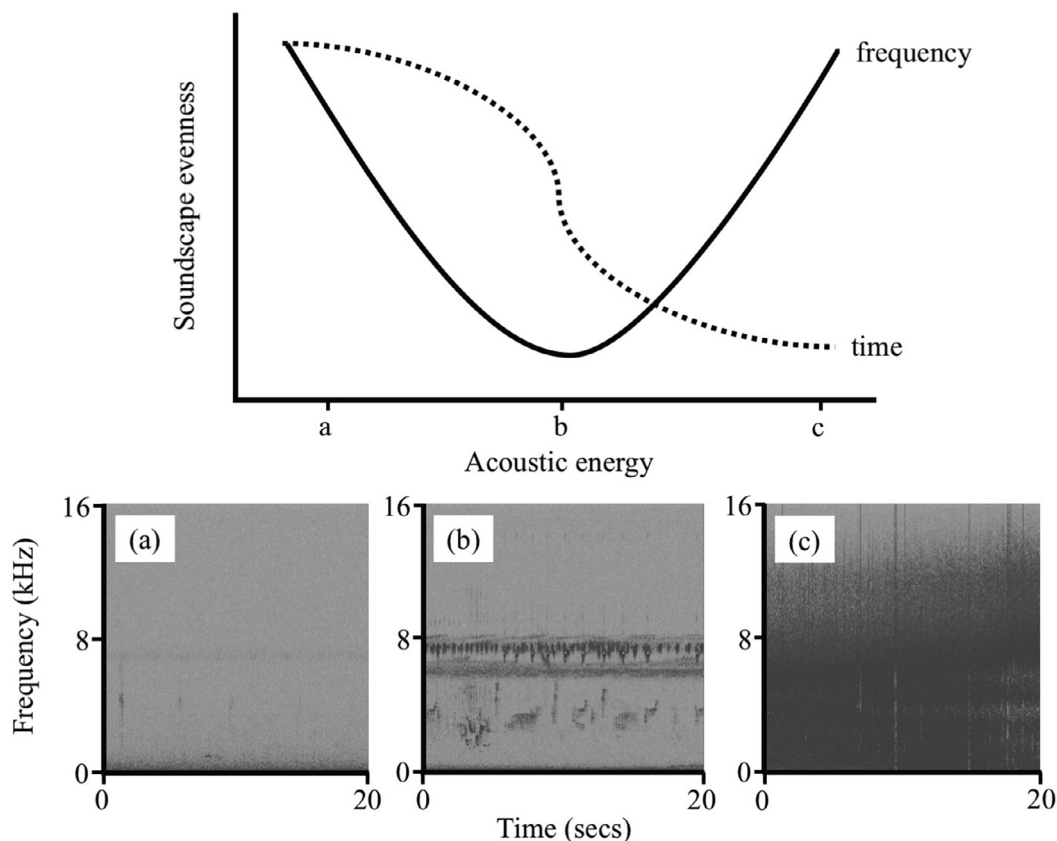 Soundscape evenness
frequency
time
a
b
c
Acoustic energy
Frequency (kHz)
16
8
0
(a)
0
20
16
8
0
(b)
0
20
16
8
0
(c)
0
20
Time (secs)